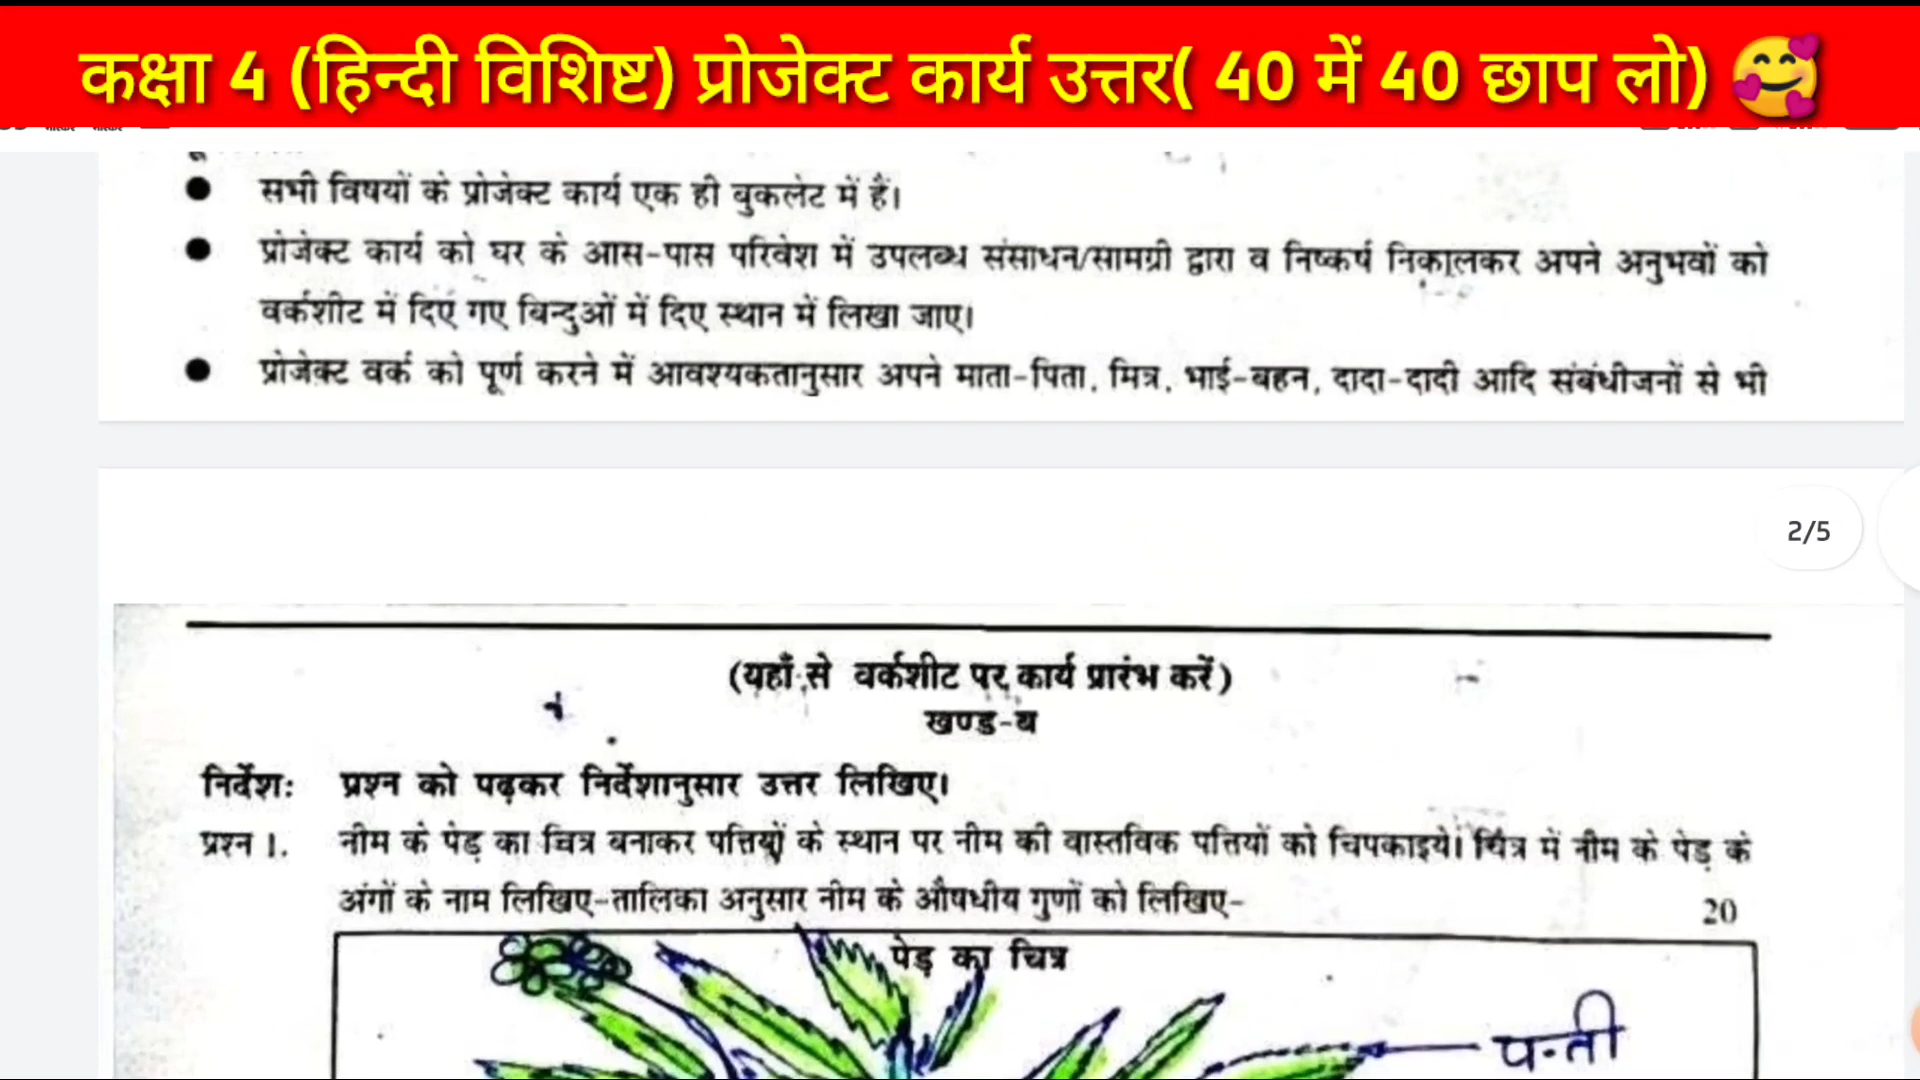 कक्षा 4 (हिन्दी विशिष्ट) प्रोजेक्ट कार्य उत्तर( 40 में 40 छाप लो) 🥰
● सभी विषयों के प्रोजेक्ट कार्य एक ही बुकलेट में हैं।
● प्रोजेक्ट कार्य को घर के आस-पास परिवेश में उपलब्ध संसाधन/सामग्री द्वारा व निष्कर्ष निकालकर अपने अनुभवों को
वर्कशीट में दिए गए बिन्दुओं में दिए स्थान में लिखा जाए।
● प्रोजेक्ट वर्क को पूर्ण करने में आवश्यकतानुसार अपने माता-पिता, मित्र, भाई-बहन, दादा-दादी आदि संबंधीजनों से भी
2/5
(यहाँ से वर्कशीट पर कार्य प्रारंभ करें)
खण्ड-ब
निर्देश: प्रश्न को पढ़कर निर्देशानुसार उत्तर लिखिए।
प्रश्न 1. नीम के पेड़ का चित्र बनाकर पत्तियों के स्थान पर नीम की वास्तविक पत्तियों को चिपकाइये। चित्र में नीम के पेड़ के
अंगों के नाम लिखिए-तालिका अनुसार नीम के औषधीय गुणों को लिखिए- 20
पेड़ का चित्र
पत्ती